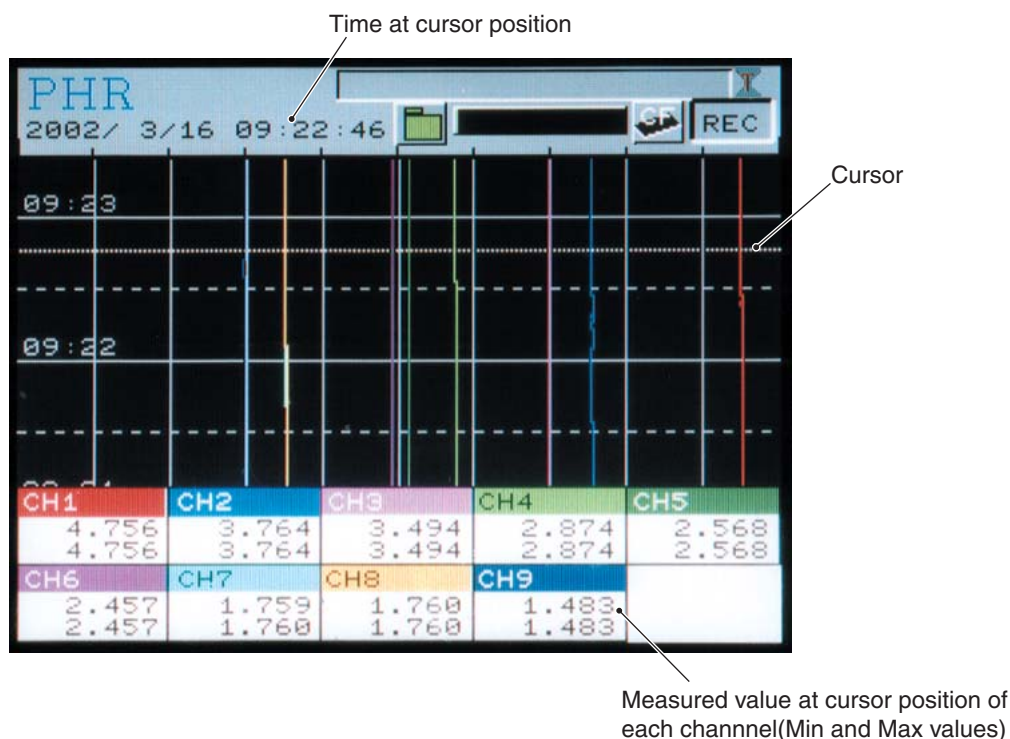 Time at cursor position
PHR
2002/ 3/16 09:22:46
CF
REC
Cursor
09:23
09:22
CH1 CH2 CH3 CH4 CH5
4.756 3.764 3.494 2.874 2.568
4.756 3.764 3.494 2.874 2.568
CH6 CH7 CH8 CH9
2.457 1.759 1.760 1.483
2.457 1.760 1.760 1.483
Measured value at cursor position of
each channnel(Min and Max values)